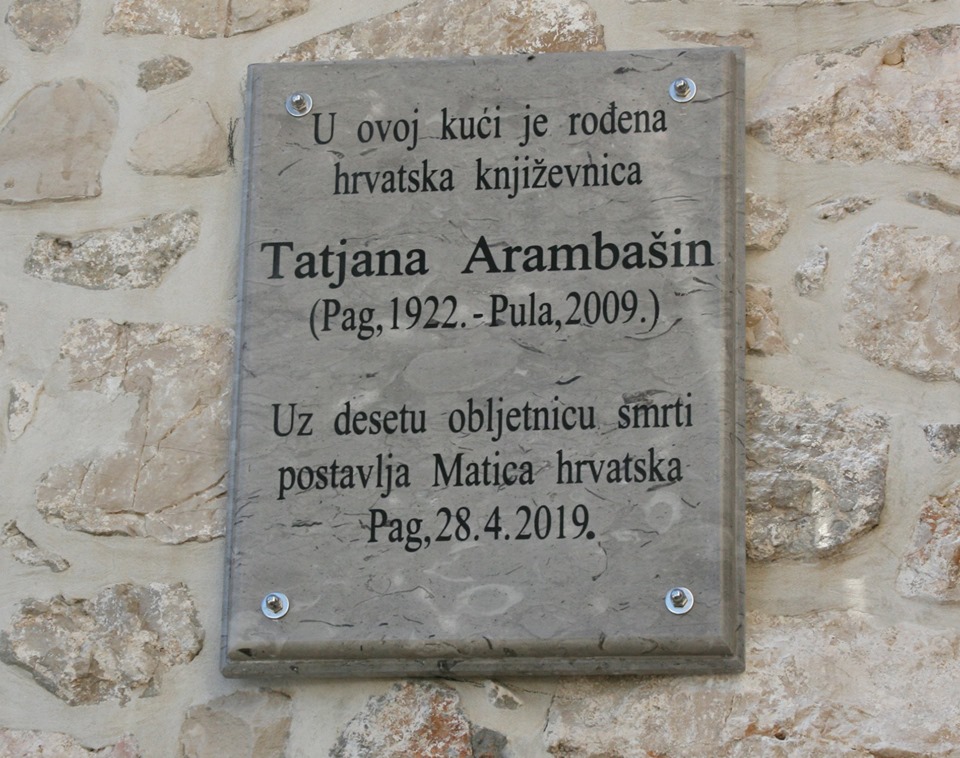 U ovoj kući je rođena
hrvatska književnica
Tatjana Arambašin
(Pag,1922.-Pula,2009.)
Uz desetu obljetnicu smrti
postavlja Matica hrvatska
Pag,28.4.2019.